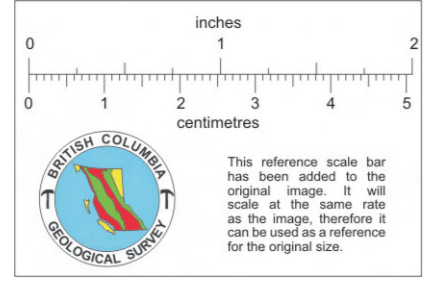 inches
0 1 2
0 1 2 3 4 5
centimetres
BRITISH COLUMBIA
GEOLOGICAL SURVEY
This reference scale bar
has been added to the
original image. It will
scale at the same rate
as the image, therefore it
can be used as a reference
for the original size.